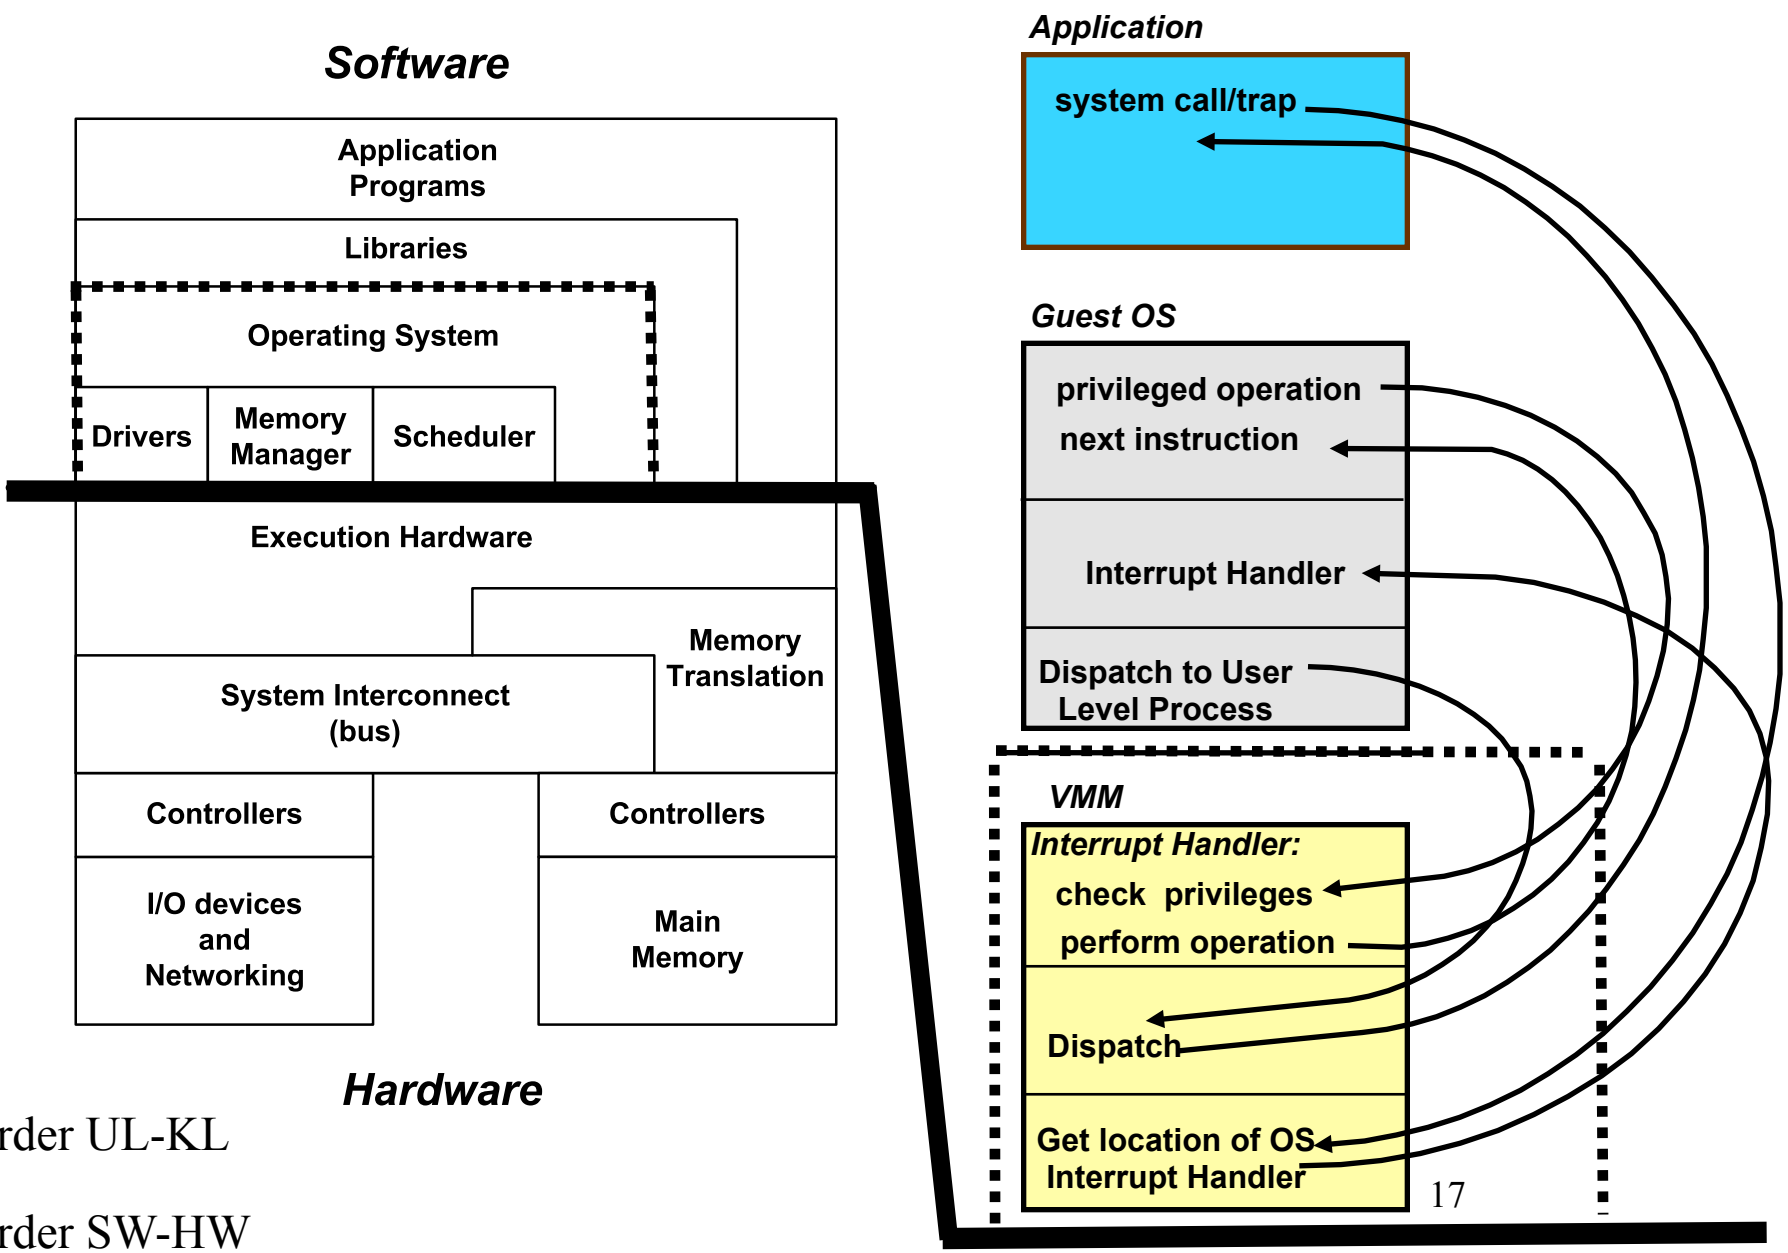 Software
Application
Programs
Libraries
Operating System
Drivers
Memory
Manager
Scheduler
Execution Hardware
Memory
Translation
System Interconnect
(bus)
Controllers
Controllers
I/O devices
and
Networking
Main
Memory
Hardware
rder UL-KL
rder SW-HW
Application
system call/trap
Guest OS
privileged operation
next instruction
Interrupt Handler
Dispatch to User
Level Process
VMM
Interrupt Handler:
check privileges
perform operation
Dispatch
Get location of OS
Interrupt Handler
17